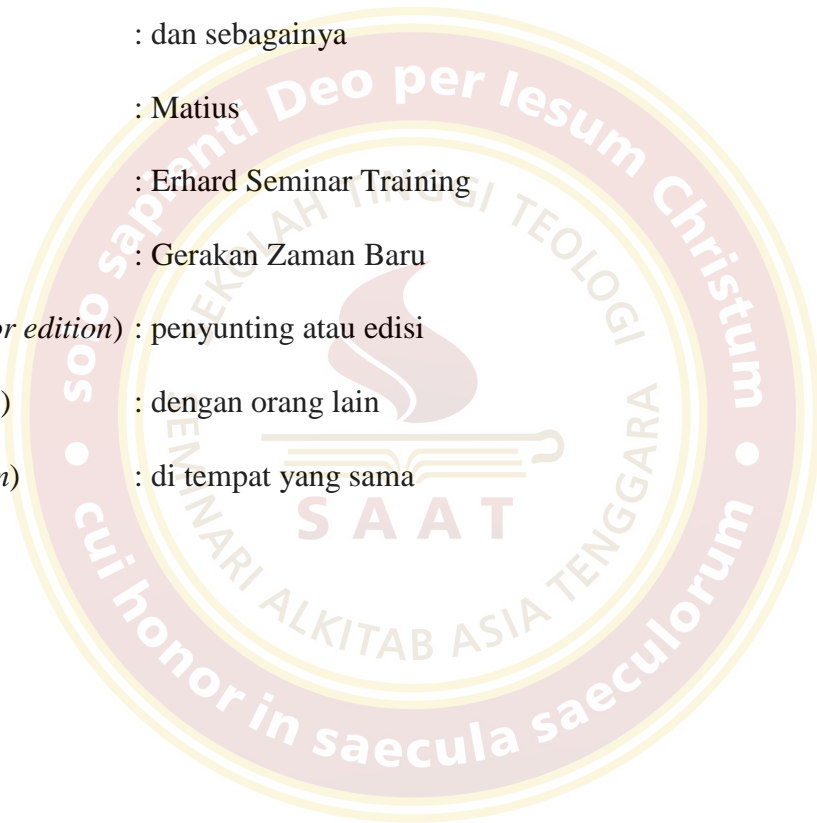 : dan sebagainya
: Matius
: Erhard Seminar Training
: Gerakan Zaman Baru
edition) : penyunting atau edisi
) : dengan orang lain
) : di tempat yang sama
solo sapienti Deo per Iesum Christum
• cui honor in saecula saeculorum •
SEKOLAH TINGGI TEOLOGI
SEMINARI ALKITAB ASIA TENGGARA
SAAT